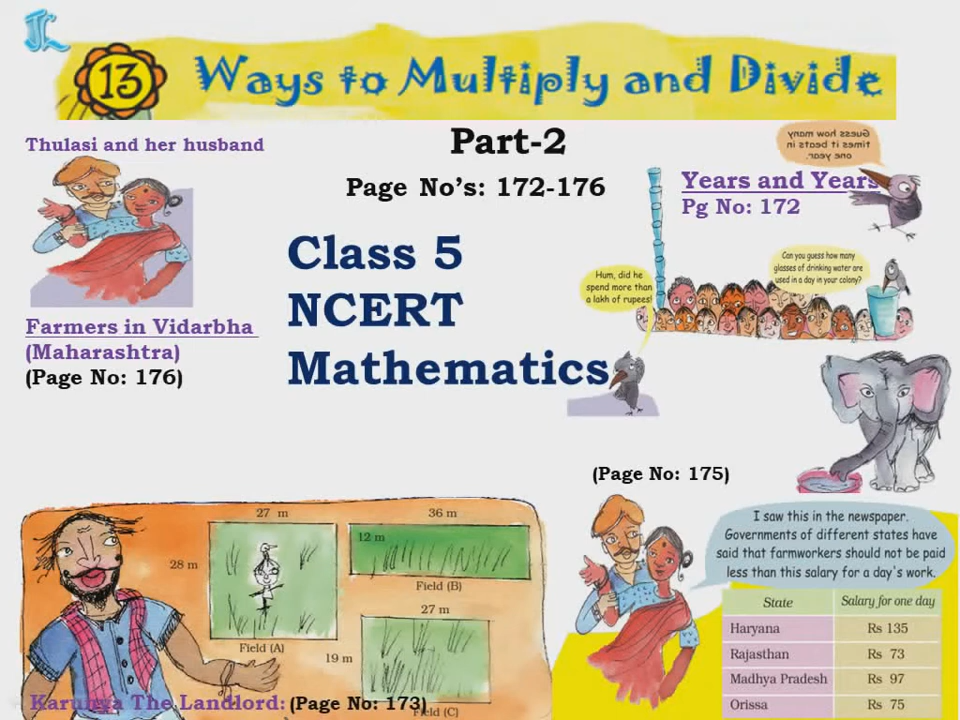 JL
13 Ways to Multiply and Divide
Part-2
Page No's: 172-176
Thulasi and her husband
Guess how many
times it beats in
one year.
Years and Years
Pg No: 172
Class 5
NCERT
Mathematics
Hum, did he
spend more than
a lakh of rupees!
Can you guess how many
glasses of drinking water are
used in a day in your colony?
Farmers in Vidarbha
(Maharashtra)
(Page No: 176)
(Page No: 175)
27 m
28 m
Field (A)
36 m
12 m
Field (B)
27 m
19 m
Field (C)
Karunya The Landlord: (Page No: 173)
I saw this in the newspaper.
Governments of different states have
said that farmworkers should not be paid
less than this salary for a day's work.
State Salary for one day
Haryana Rs 135
Rajasthan Rs 73
Madhya Pradesh Rs 97
Orissa Rs 75